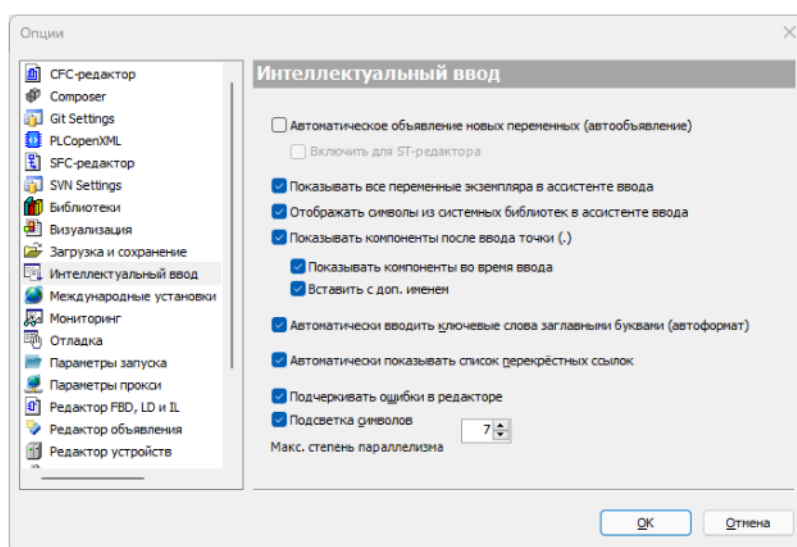 Опции
CFC-редактор
Composer
Git Settings
PLCopenXML
SFC-редактор
SVN Settings
Библиотеки
Визуализация
Загрузка и сохранение
Интеллектуальный ввод
Международные установки
Мониторинг
Отладка
Параметры запуска
Параметры прокси
Редактор FBD, LD и IL
Редактор объявления
Редактор устройств
Интеллектуальный ввод
Автоматическое объявление новых переменных (автообъявление)
Включить для ST-редактора
Показывать все переменные экземпляра в ассистенте ввода
Отображать символы из системных библиотек в ассистенте ввода
Показывать компоненты после ввода точки (.)
Показывать компоненты во время ввода
Вставить с доп. именем
Автоматически вводить ключевые слова заглавными буквами (автоформат)
Автоматически показывать список перекрёстных ссылок
Подчеркивать ошибки в редакторе
Подсветка символов
7
Макс. степень параллелизма
OK
Отмена